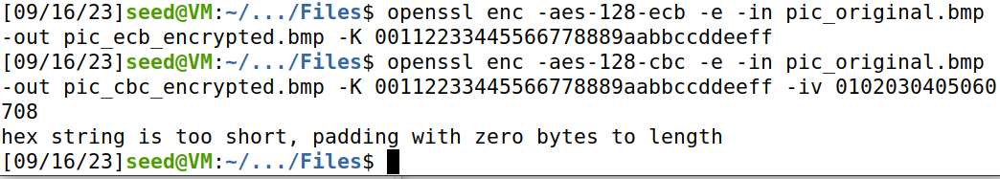 [09/16/23]seed@VM:~/.../Files$ openssl enc -aes-128-ecb -e -in pic_original.bmp
-out pic_ecb_encrypted.bmp -K 00112233445566778889aabbccddeeff
[09/16/23]seed@VM:~/.../Files$ openssl enc -aes-128-cbc -e -in pic_original.bmp
-out pic_cbc_encrypted.bmp -K 00112233445566778889aabbccddeeff -iv 0102030405060
708
hex string is too short, padding with zero bytes to length
[09/16/23]seed@VM:~/.../Files$